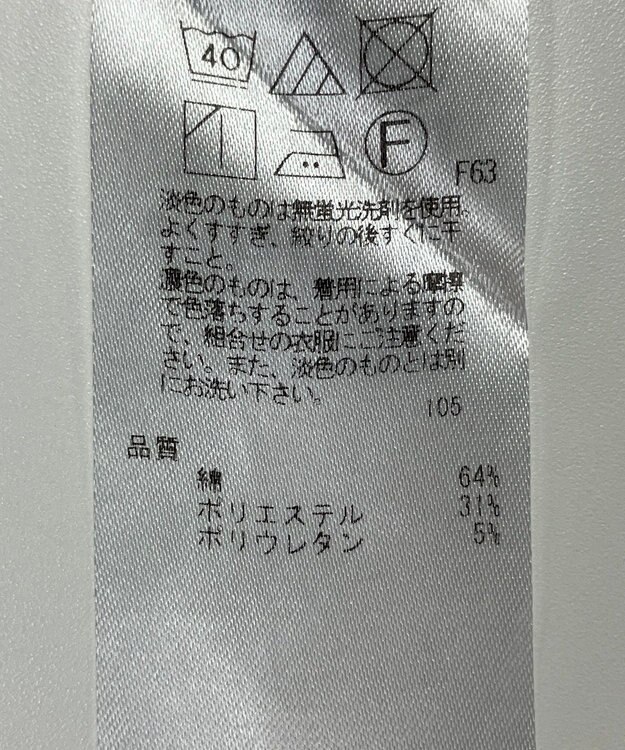 40
F
F63
淡色のものは無蛍光洗剤を使用。
よくすすぎ、絞りの後すぐに干
すこと。
濃色のものは、着用による摩擦
で色落ちすることがありますの
で、組合せの衣服にご注意くだ
さい。また、淡色のものとは別
にお洗い下さい。
105
品質
綿 64%
ポリエステル 31%
ポリウレタン 5%